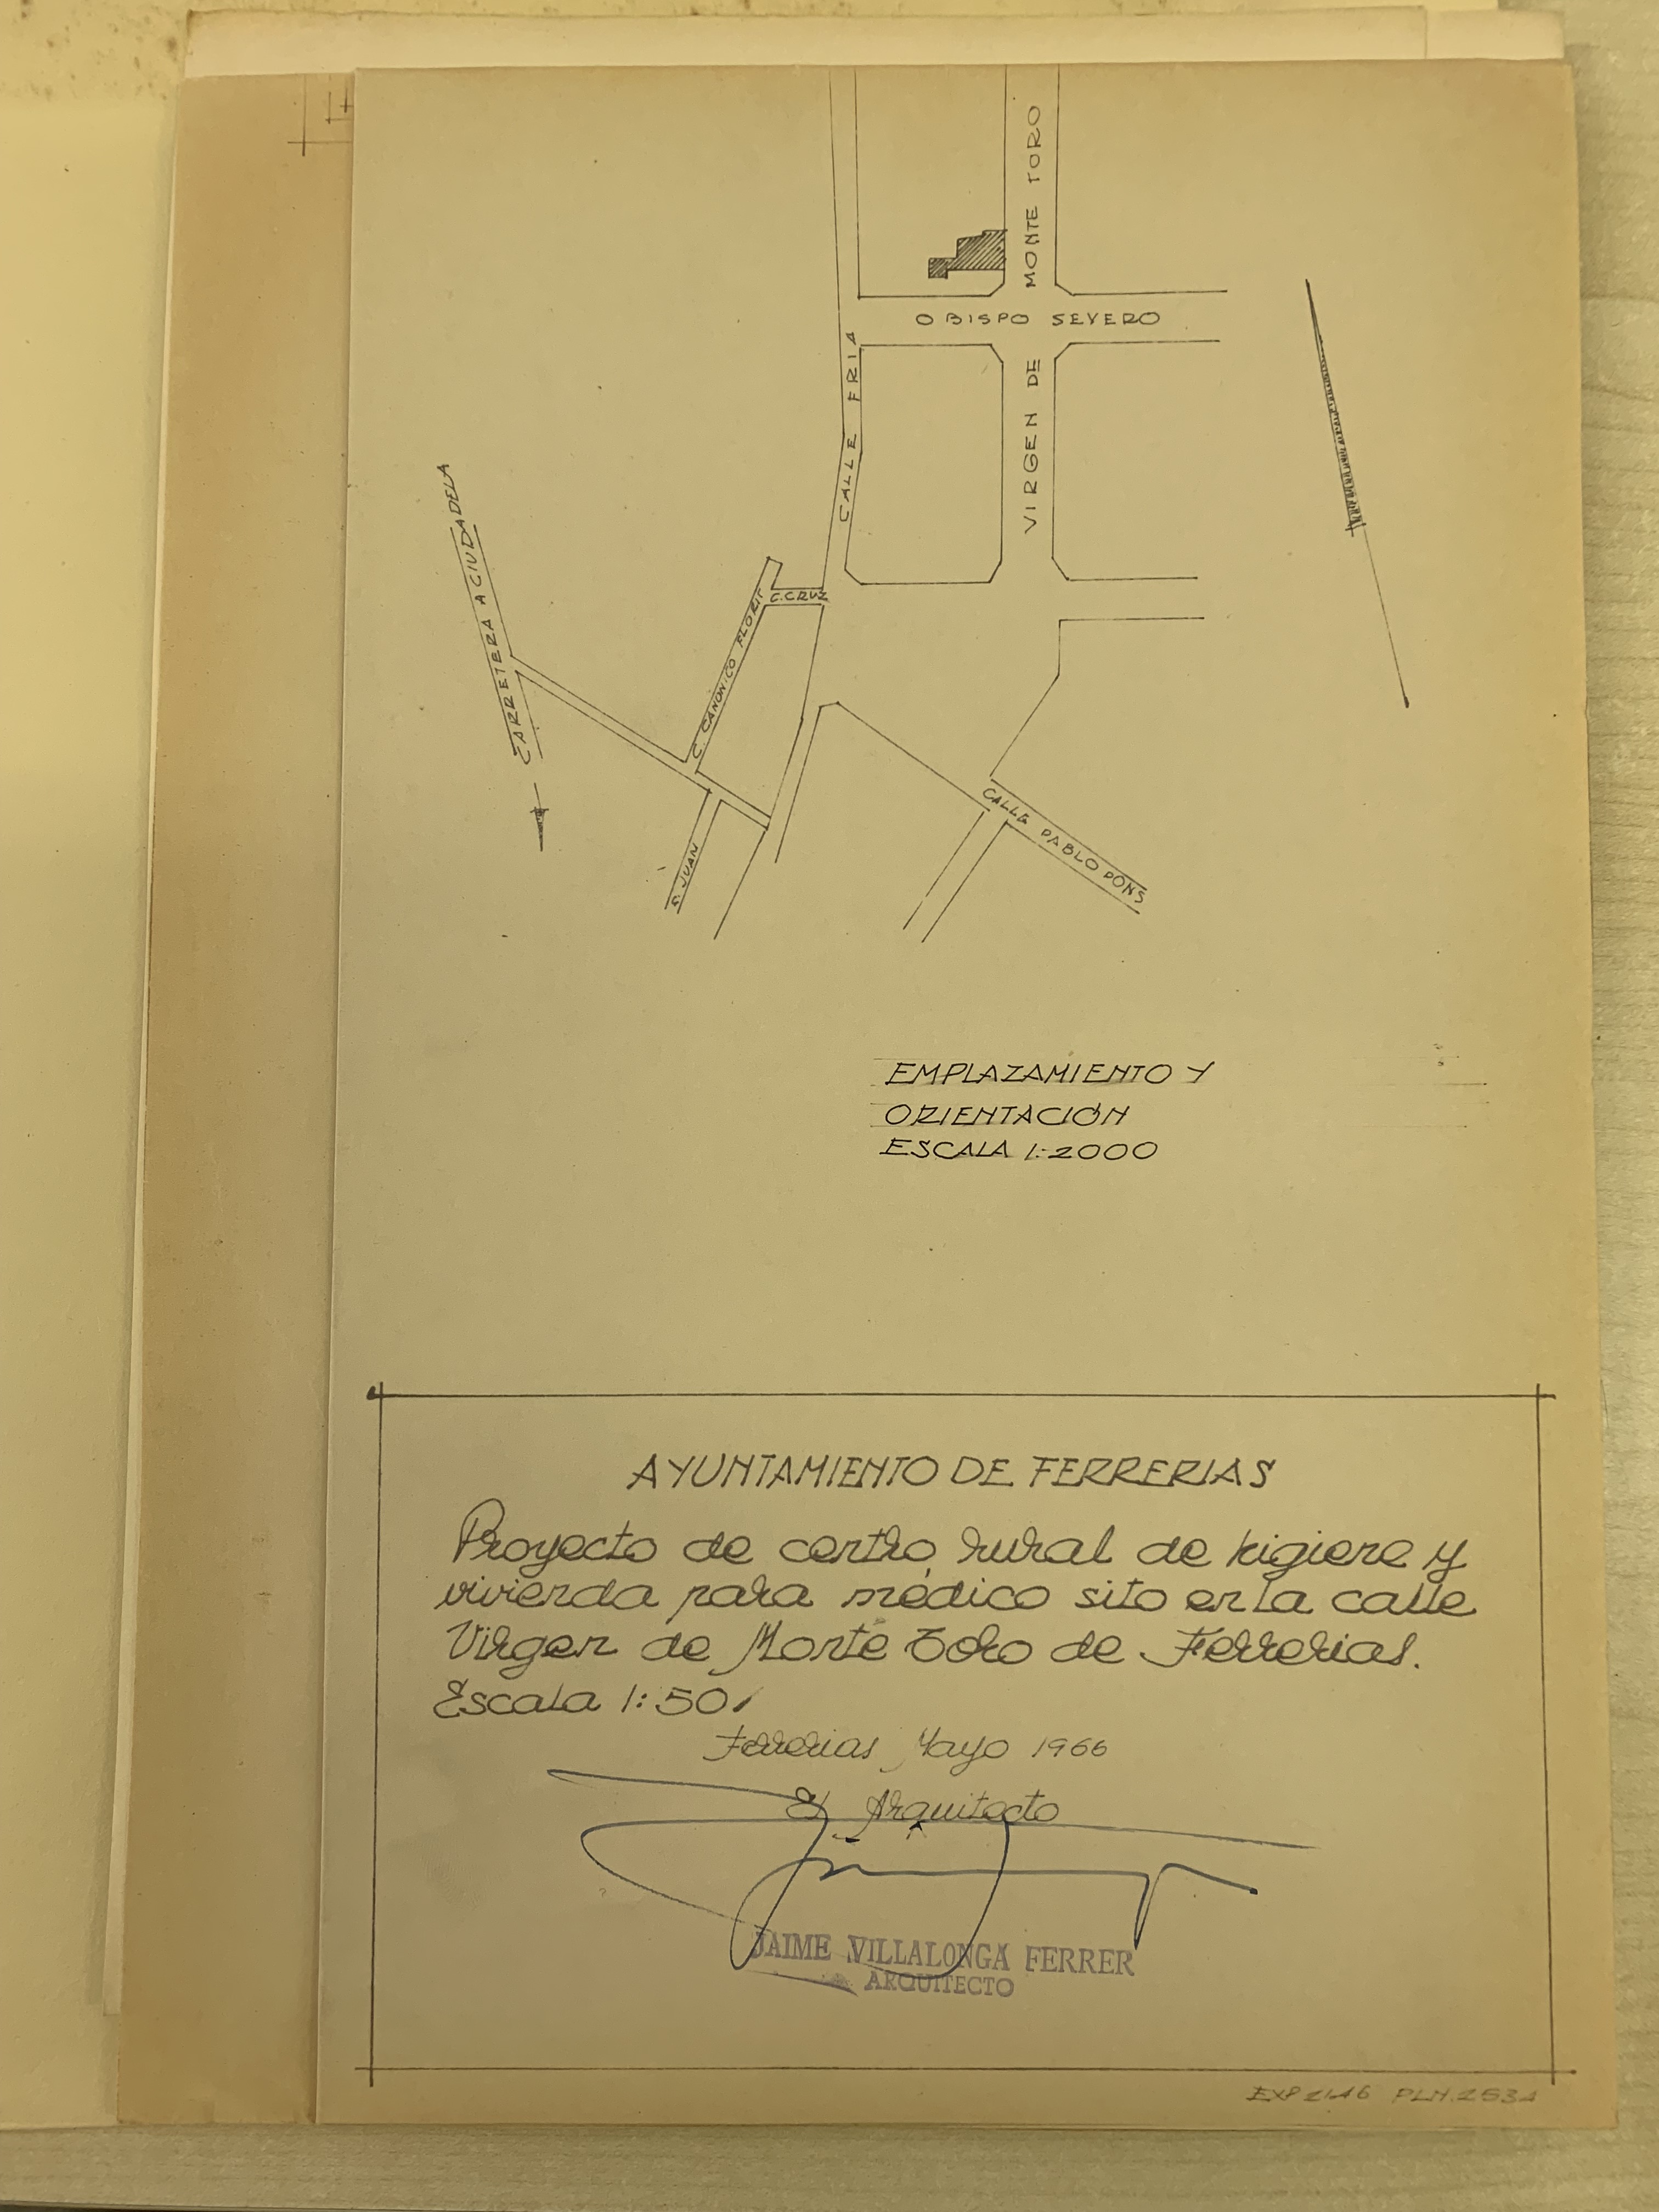 VIRGEN DE MONTE TORO
OBISPO SEVERO
CALLE FRIA
CARRETERA A CIUDADELA
C. CRUZ
C. CANONICO FLORIT
S. JUAN
CALLE PABLO PONS
EMPLAZAMIENTO Y
ORIENTACIÓN
ESCALA 1:2000
AYUNTAMIENTO DE FERRERIAS
Proyecto de centro rural de higiene y
vivienda para médico sito en la calle
Virgen de Monte Toro de Ferrerias.
Escala 1:50
Ferrerias Mayo 1966
El Arquitecto
JAIME VILLALONGA FERRER
ARQUITECTO
EXP PLN.